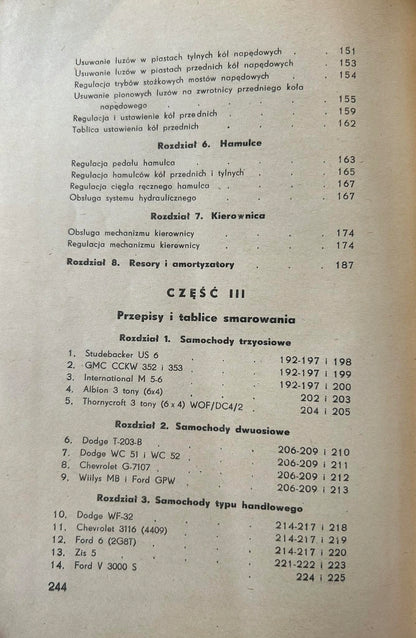 Usuwanie luzów w piastach tylnych kół napędowych . . 151
Usuwanie luzów w piastach przednich kół napędowych . 153
Regulacja trybów stożkowych mostów napędowych . . 154
Usuwanie pionowych luzów na zwrotnicy przedniego koła
napędowego . . . . . 155
Regulacja i ustawienie kół przednich . . . . 159
Tablica ustawienia kół przednich . . . . 162
Rozdział 6. Hamulce
Regulacja pedału hamulca . . . . 163
Regulacja hamulców kół przednich i tylnych . . . 165
Regulacja cięgła ręcznego hamulca . . . . 167
Obsługa systemu hydraulicznego . . . . 167
Rozdział 7. Kierownica
Obsługa mechanizmu kierownicy . . . . 174
Regulacja mechanizmu kierownicy . . . . 174
Rozdział 8. Resory i amortyzatory . . . . 187
CZĘŚĆ III
Przepisy i tablice smarowania
Rozdział 1. Samochody trzyosiowe
1. Studebacker US 6 . . . 192-197 i 198
2. GMC CCKW 352 i 353 . . . 192-197 i 199
3. International M 5-6 . . . 192-197 i 200
4. Albion 3 tony (6x4) . . . 202 i 203
5. Thornycroft 3 tony (6 x 4) WOF/DC4/2 . . 204 i 205
Rozdział 2. Samochody dwuosiowe
6. Dodge T-203-B . . . 206-209 i 210
7. Dodge WC 51 i WC 52 . . . 206-209 i 211
8. Chevrolet G-7107 . . . 206-209 i 212
9. Wiilys MB i Ford GPW . . . 206-209 i 213
Rozdział 3. Samochody typu handlowego
10. Dodge WF-32 . . . 214-217 i 218
11. Chevrolet 3116 (4409) . . . 214-217 i 219
12. Ford 6 (2G8T) . . . 214-217 i 220
13. Zis 5 . . . 221-222 i 223
14. Ford V 3000 S . . . 224 i 225
244